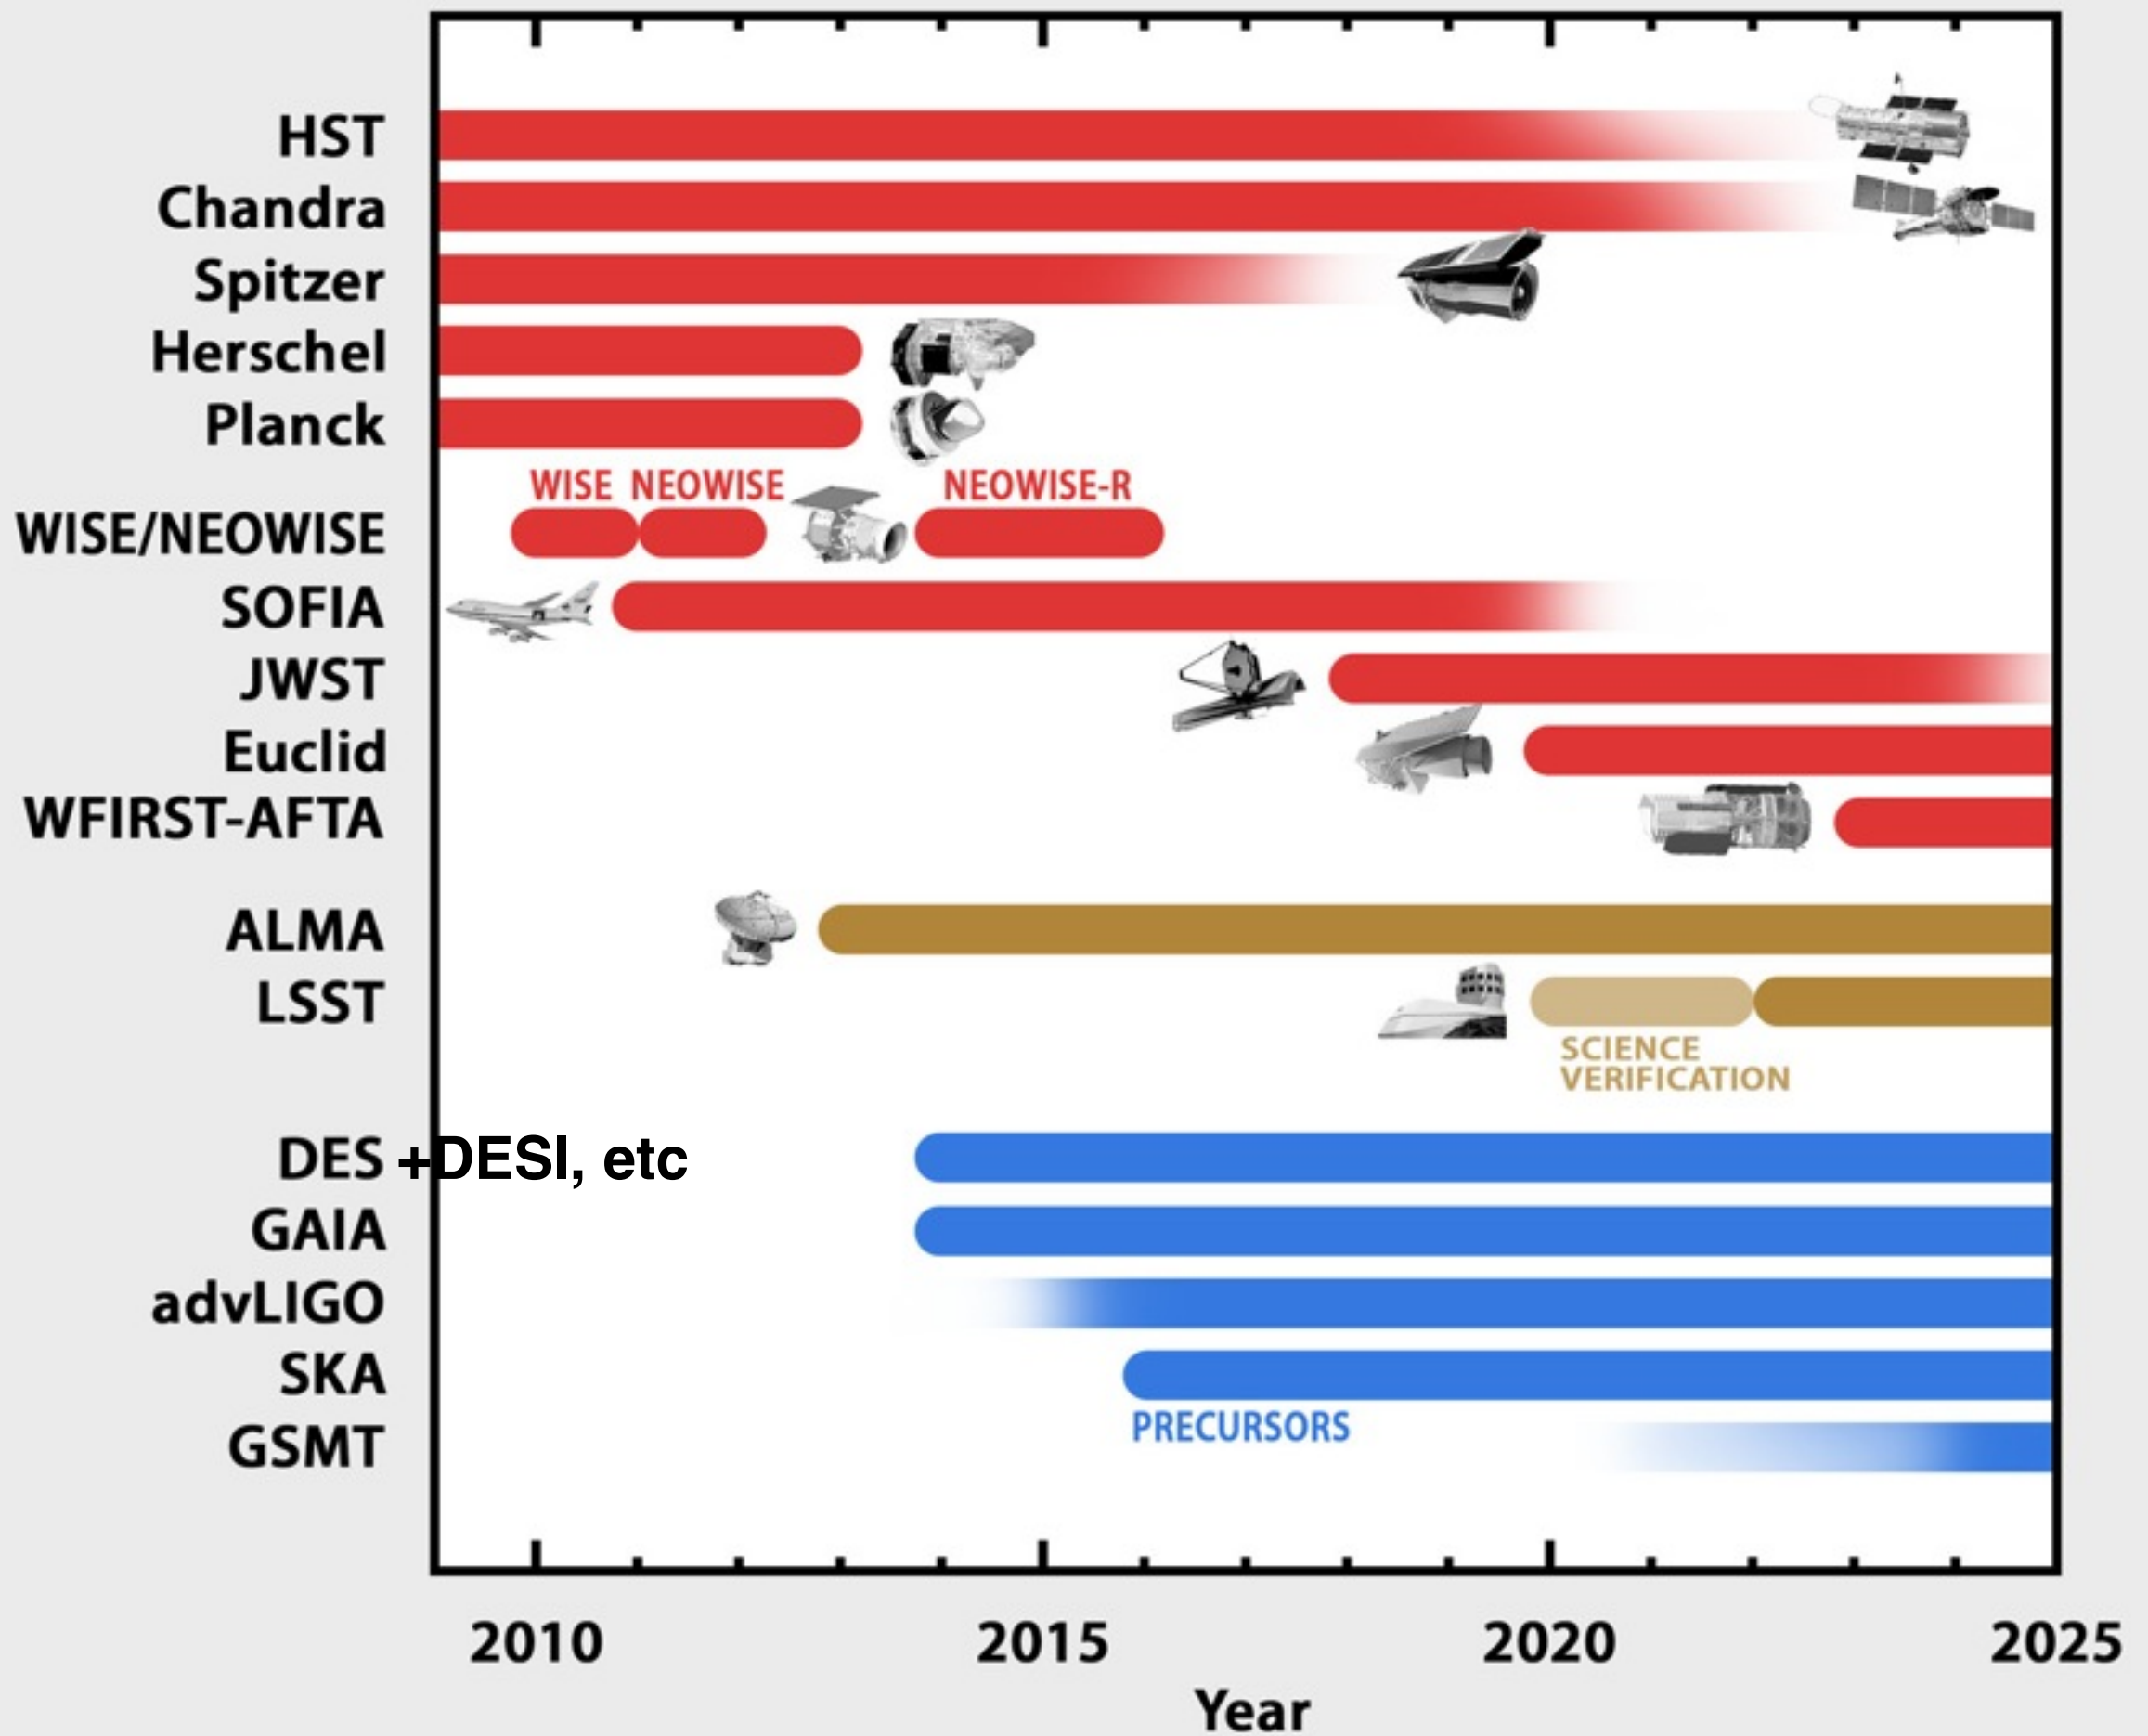 HST
Chandra
Spitzer
Herschel
Planck
WISE NEOWISE NEOWISE-R
WISE/NEOWISE
SOFIA
JWST
Euclid
WFIRST-AFTA
ALMA
LSST
SCIENCE
VERIFICATION
DES +DESI, etc
GAIA
advLIGO
SKA
PRECURSORS
GSMT
2010 2015 2020 2025
Year